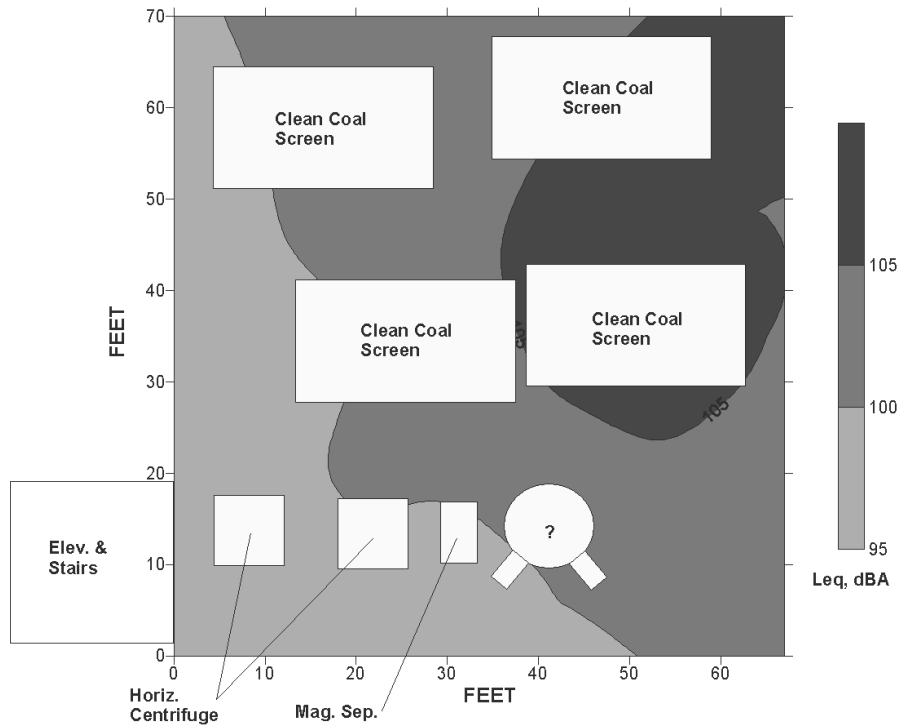 70
60
50
40
30
20
10
0
FEET
Clean Coal
Screen
Clean Coal
Screen
Clean Coal
Screen
Clean Coal
Screen
105
?
Elev. &
Stairs
105
100
95
Leq, dBA
0
10
20
30
40
50
60
FEET
Horiz.
Centrifuge
Mag. Sep.